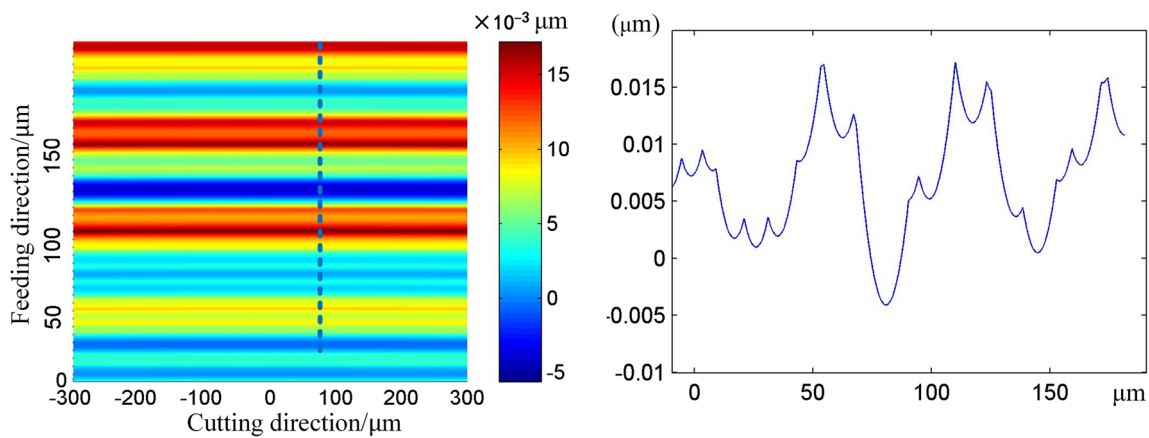 ×10⁻³ μm
15
10
5
0
-5
Feeding direction/μm
150
100
50
0
-300 -200 -100 0 100 200 300
Cutting direction/μm
(μm)
0.015
0.01
0.005
0
-0.005
-0.01
0 50 100 150 μm